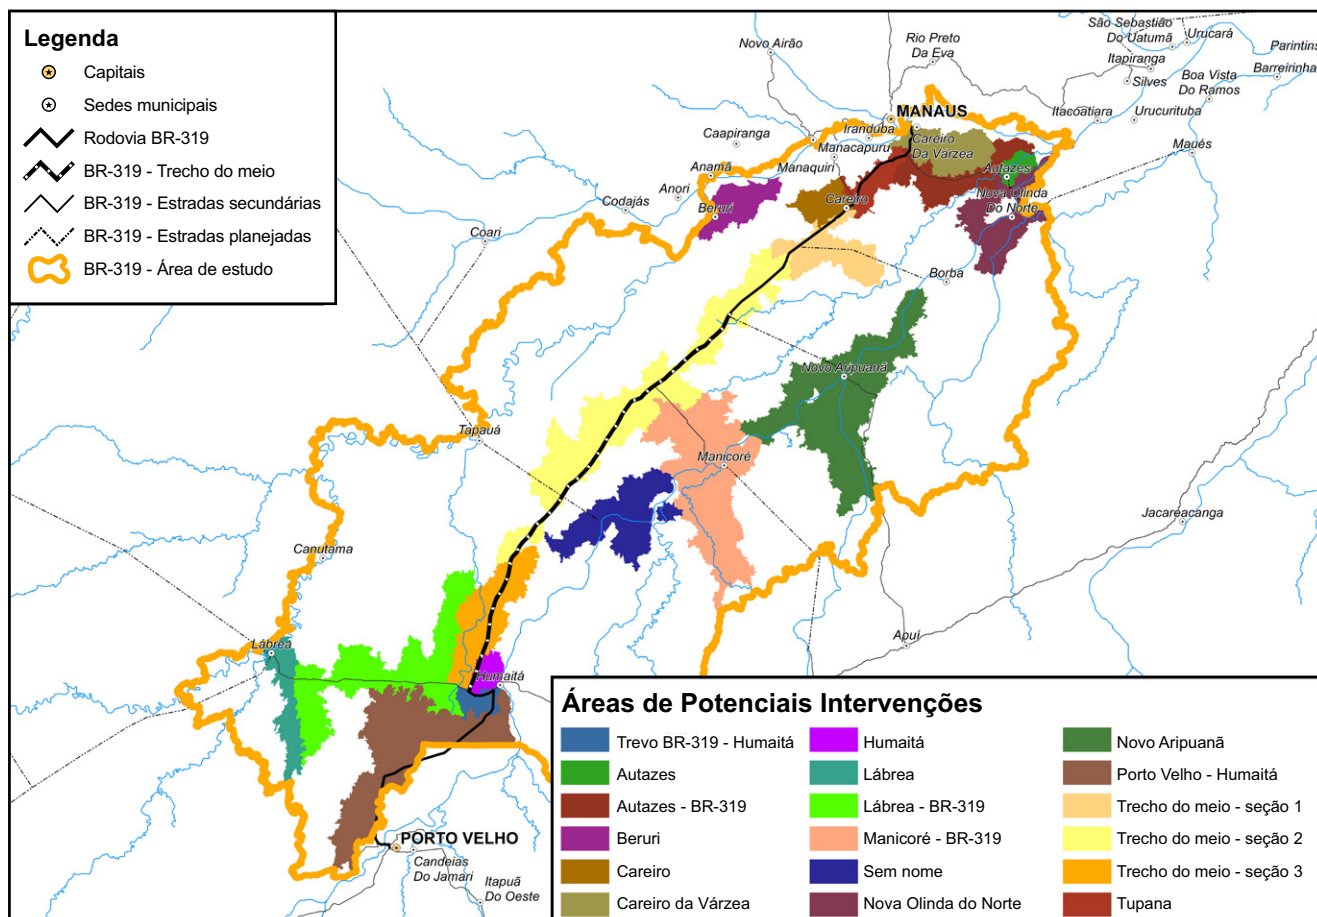 Legenda
Capitais
Sedes municipais
Rodovia BR-319
BR-319 - Trecho do meio
BR-319 - Estradas secundárias
BR-319 - Estradas planejadas
BR-319 - Área de estudo
São Sebastião
Do Uatumã
Urucará
Rio Preto
Da Eva
Novo Airão
Parintins
Itapiranga
Barreirinha
Silves
Boa Vista
Do Ramos
MANAUS
Itacoatiara
Urucurituba
Iranduba
Caapiranga
Careiro
Da Várzea
Manacapuru
Maués
Manaquiri
Anamã
Autazes
Anori
Nova Olinda
Do Norte
Codajás
Beruri
Careiro
Coari
Borba
Novo Aripuanã
Tapauá
Manicoré
Jacareacanga
Canutama
Apuí
Lábrea
Humaitá
PORTO VELHO
Candeias
Do Jamari
Itapuã
Do Oeste
Áreas de Potenciais Intervenções
Trevo BR-319 - Humaitá
Autazes
Autazes - BR-319
Beruri
Careiro
Careiro da Várzea
Humaitá
Lábrea
Lábrea - BR-319
Manicoré - BR-319
Sem nome
Nova Olinda do Norte
Novo Aripuanã
Porto Velho - Humaitá
Trecho do meio - seção 1
Trecho do meio - seção 2
Trecho do meio - seção 3
Tupana